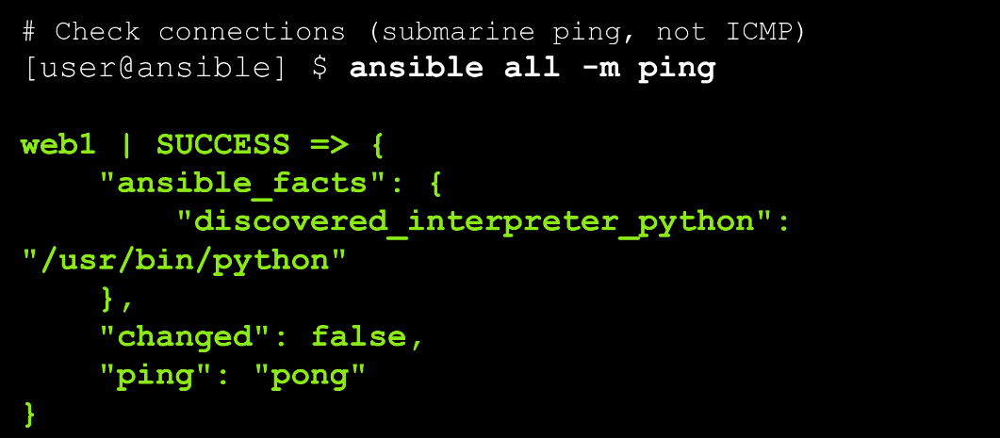 # Check connections (submarine ping, not ICMP)
[user@ansible] $ ansible all -m ping
web1 | SUCCESS => {
    "ansible_facts": {
        "discovered_interpreter_python":
"/usr/bin/python"
    },
    "changed": false,
    "ping": "pong"
}